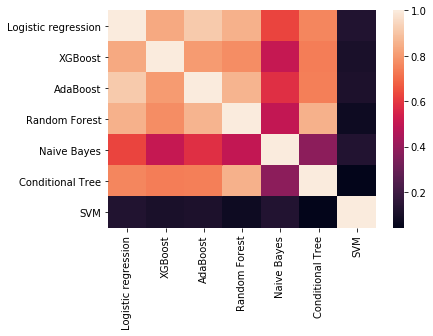 Logistic regression
XGBoost
AdaBoost
Random Forest
Naive Bayes
Conditional Tree
SVM
Logistic regression
XGBoost
AdaBoost
Random Forest
Naive Bayes
Conditional Tree
SVM
1.0
0.8
0.6
0.4
0.2